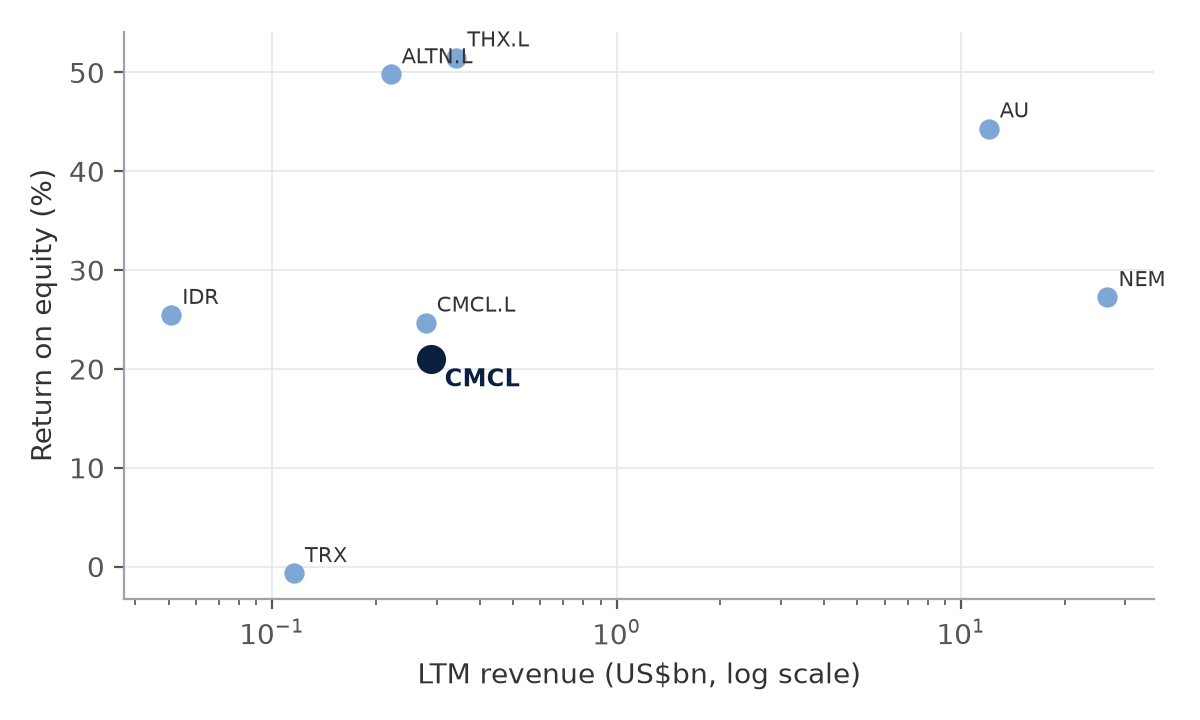 THX.L
ALTN.L
AU
NEM
IDR
CMCL.L
CMCL
TRX
Return on equity (%)
50
40
30
20
10
0
10⁻¹
10⁰
10¹
LTM revenue (US$bn, log scale)